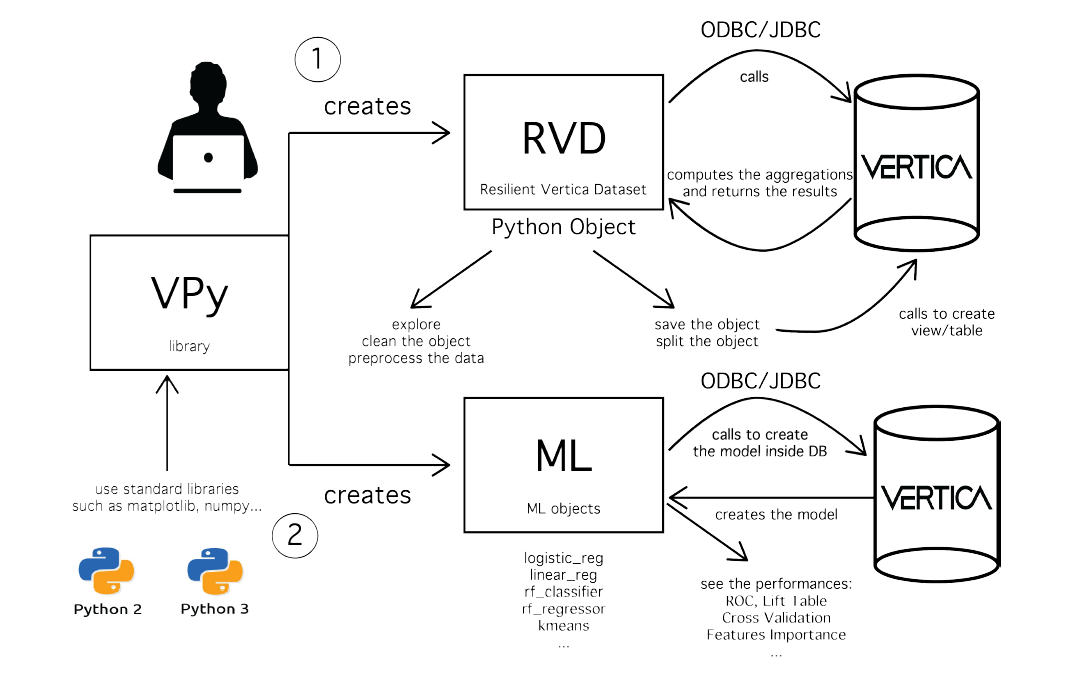 1
creates
RVD
Resilient Vertica Dataset
Python Object
ODBC/JDBC
calls
computes the aggregations
and returns the results
VERTICA
explore
clean the object
preprocess the data
save the object
split the object
calls to create
view/table
VPy
library
use standard libraries
such as matplotlib, numpy...
Python 2
Python 3
2
creates
ML
ML objects
logistic_reg
linear_reg
rf_classifier
rf_regressor
kmeans
...
ODBC/JDBC
calls to create
the model inside DB
creates the model
VERTICA
see the performances:
ROC, Lift Table
Cross Validation
Features Importance
...